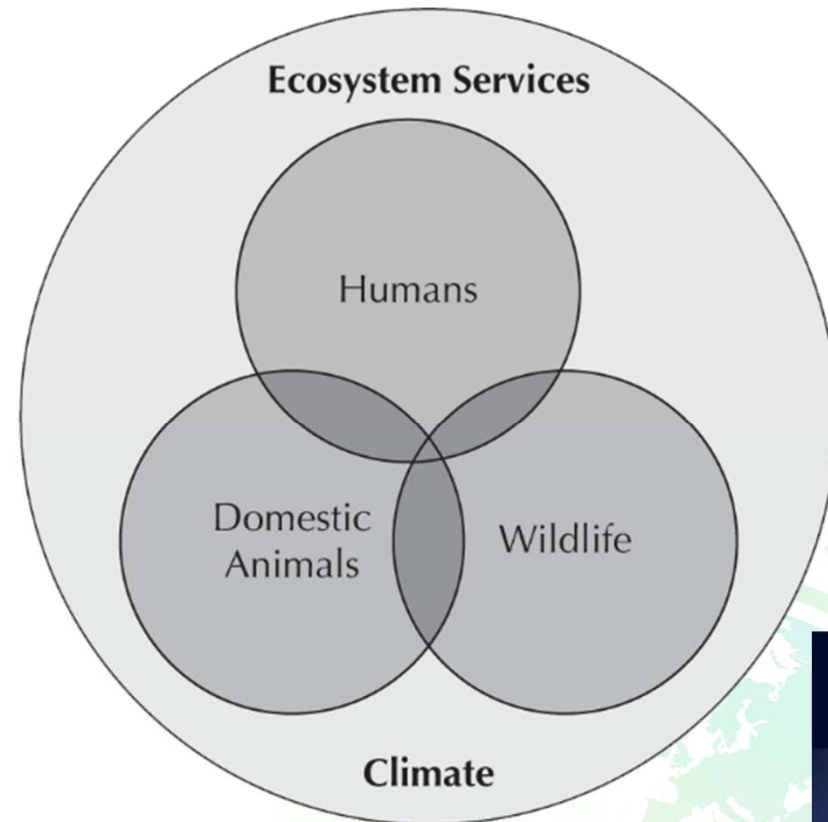 Ecosystem Services
Humans
Domestic
Animals
Wildlife
Climate